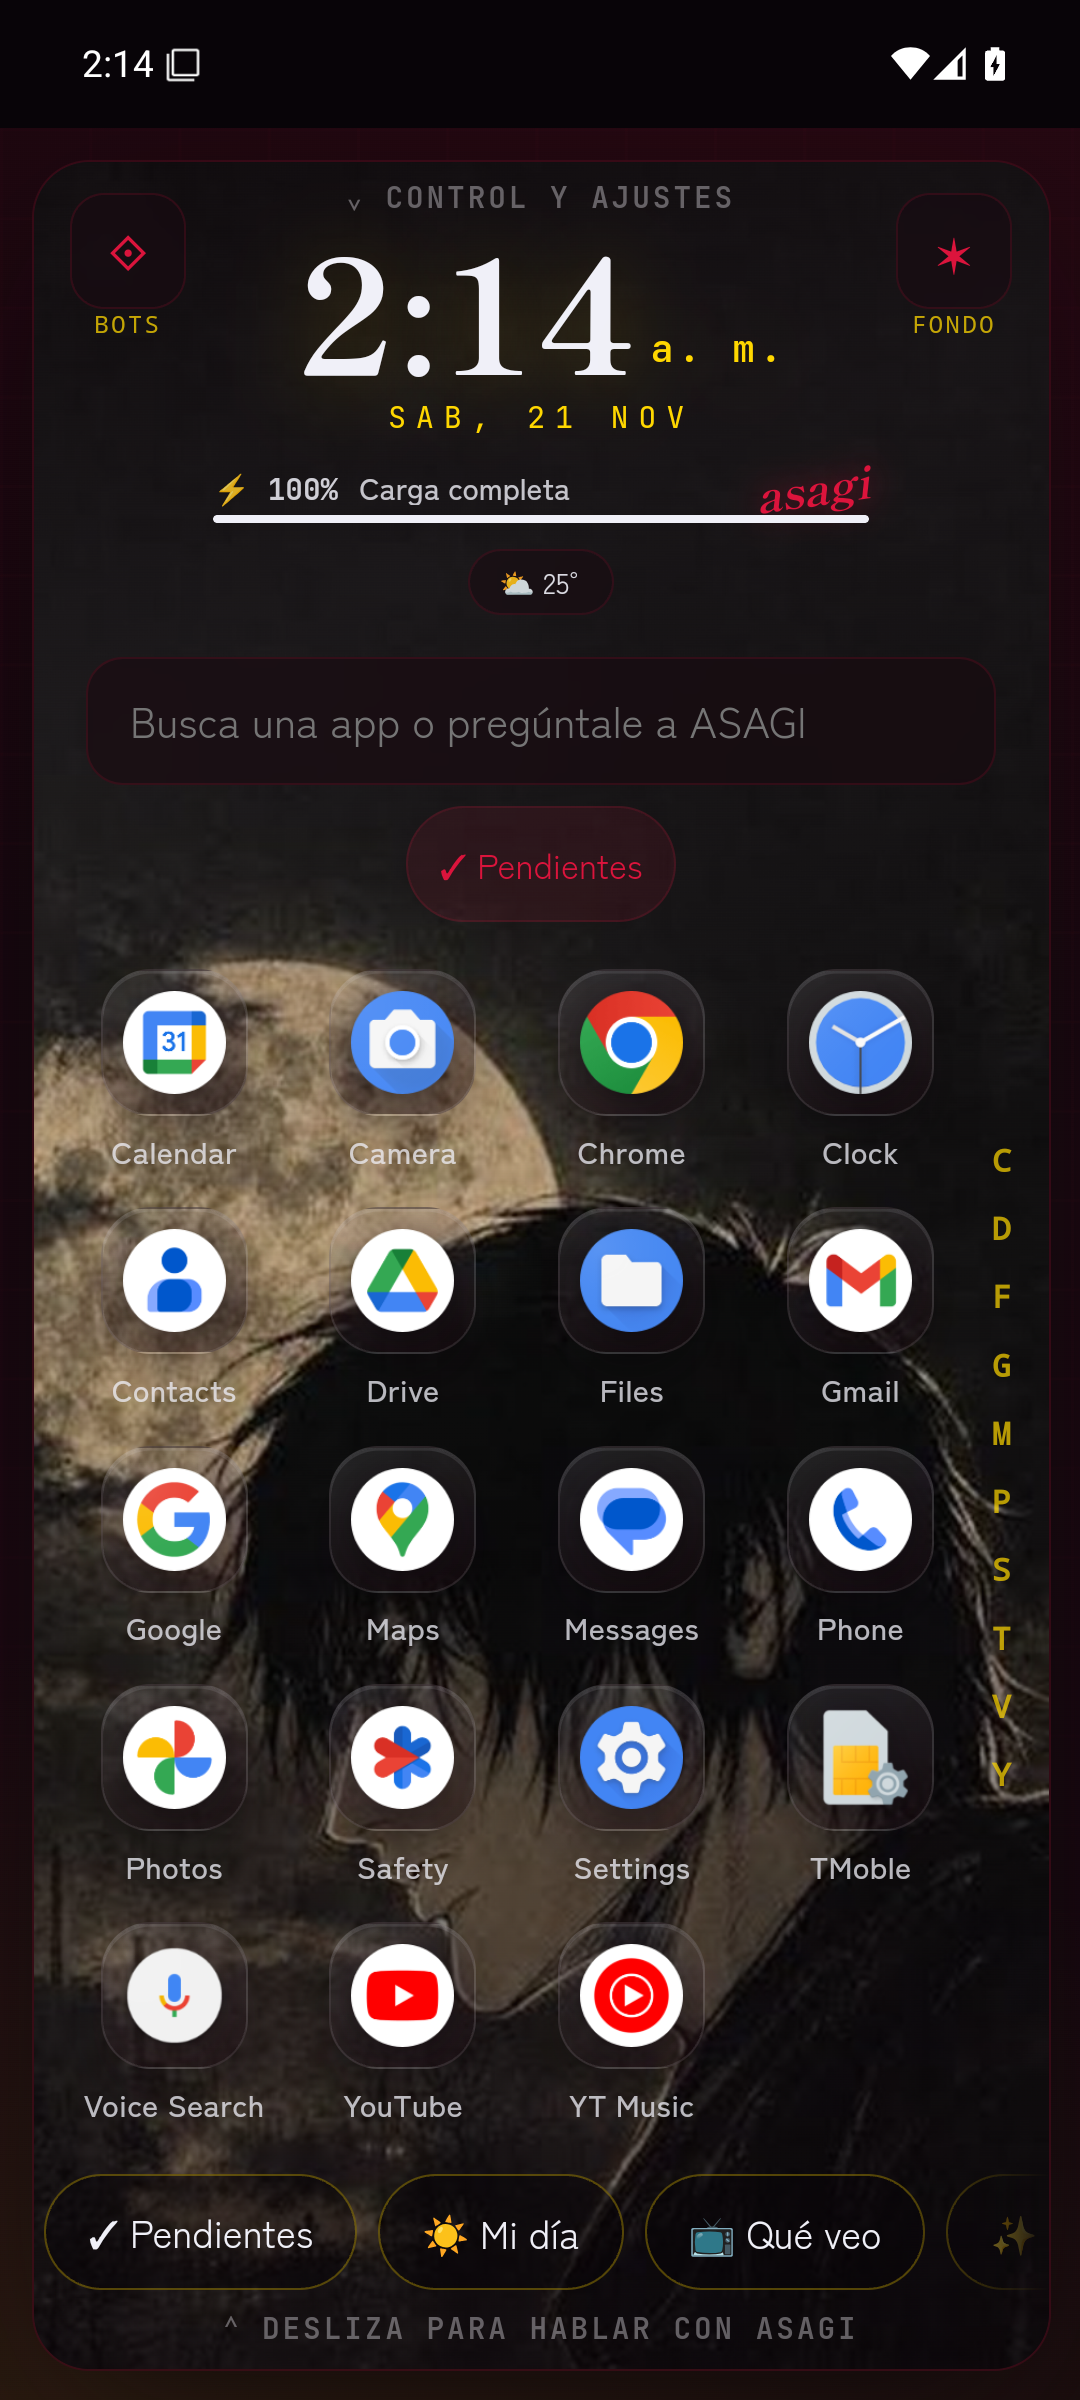 2:14
CONTROL Y AJUSTES
BOTS
FONDO
2:14 a. m.
SAB, 21 NOV
100% Carga completa
asagi
25°
Busca una app o pregúntale a ASAGI
✓ Pendientes
31
Calendar Camera Chrome Clock
Contacts Drive Files Gmail
Google Maps Messages Phone
Photos Safety Settings TMoble
Voice Search YouTube YT Music
C
D
F
G
M
P
S
T
V
Y
✓ Pendientes Mi día Qué veo
^ DESLIZA PARA HABLAR CON ASAGI